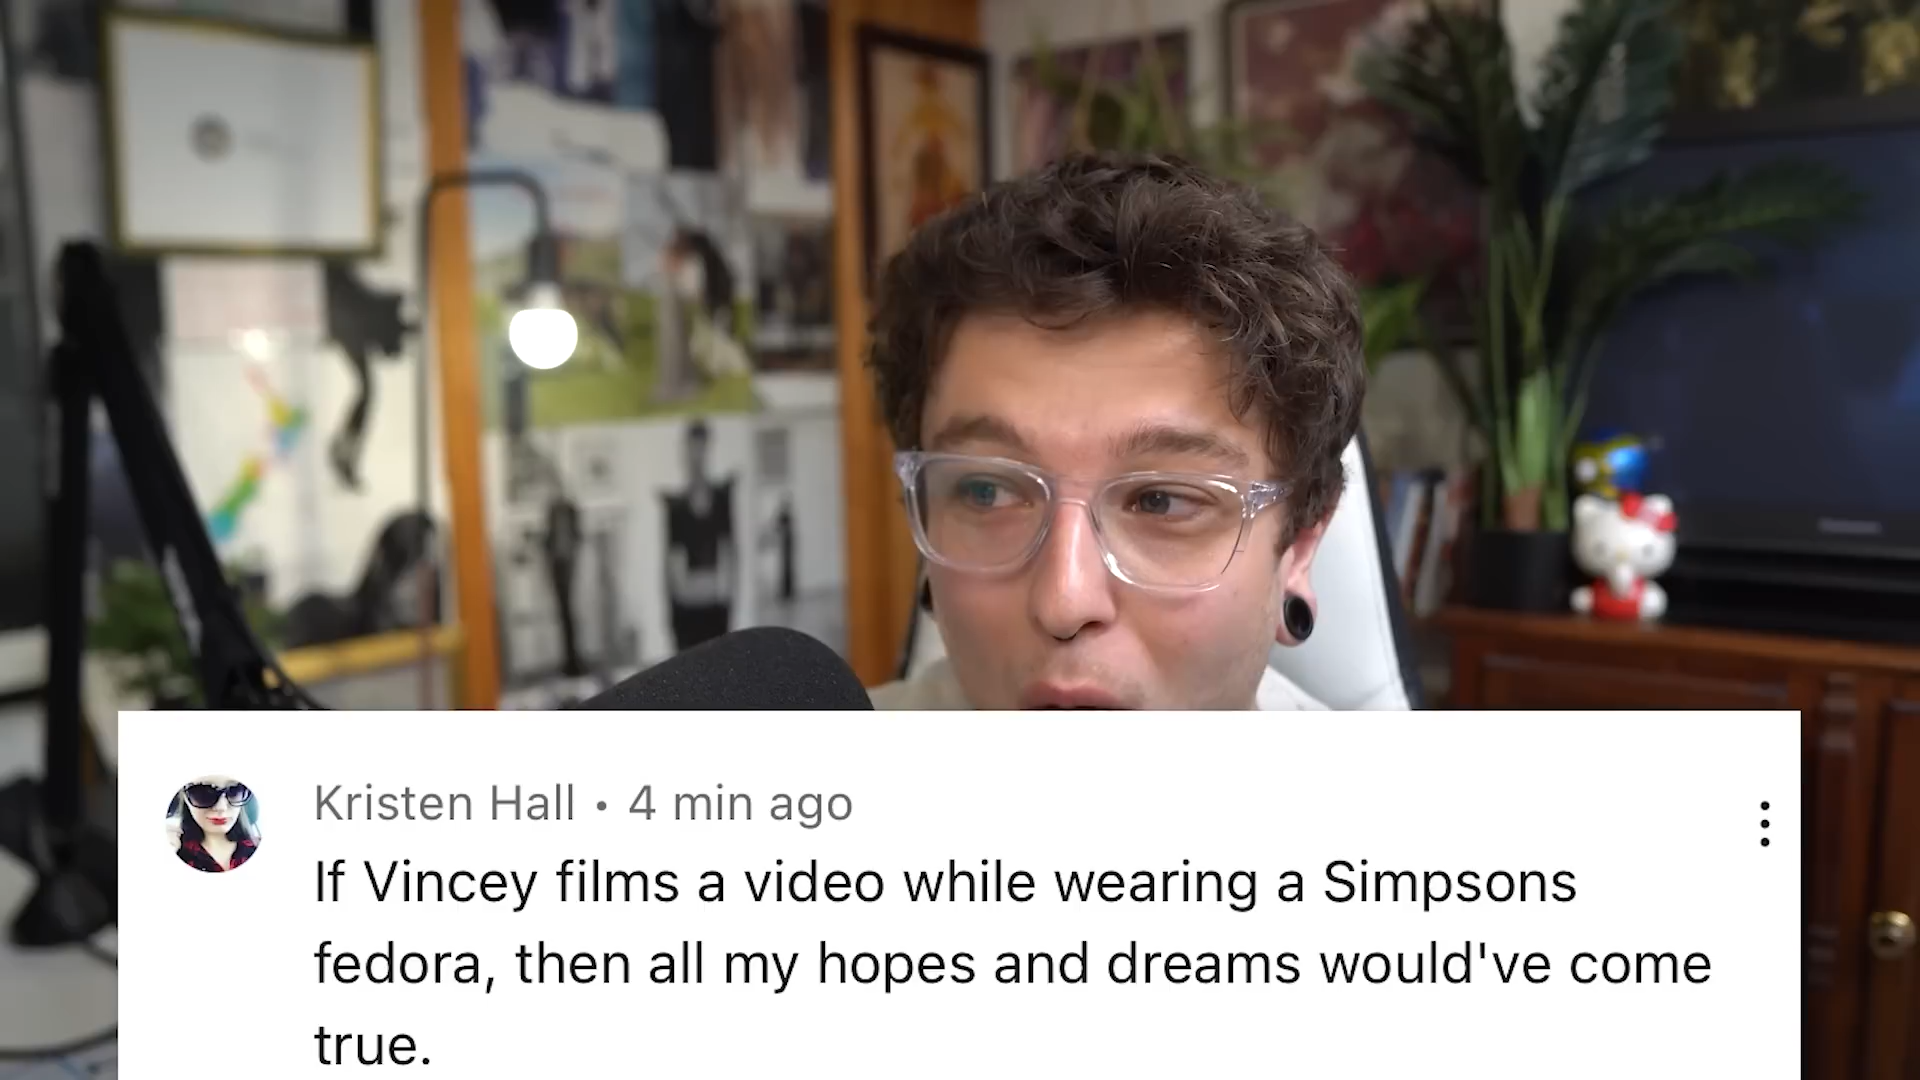 Kristen Hall • 4 min ago
If Vincey films a video while wearing a Simpsons
fedora, then all my hopes and dreams would've come
true.